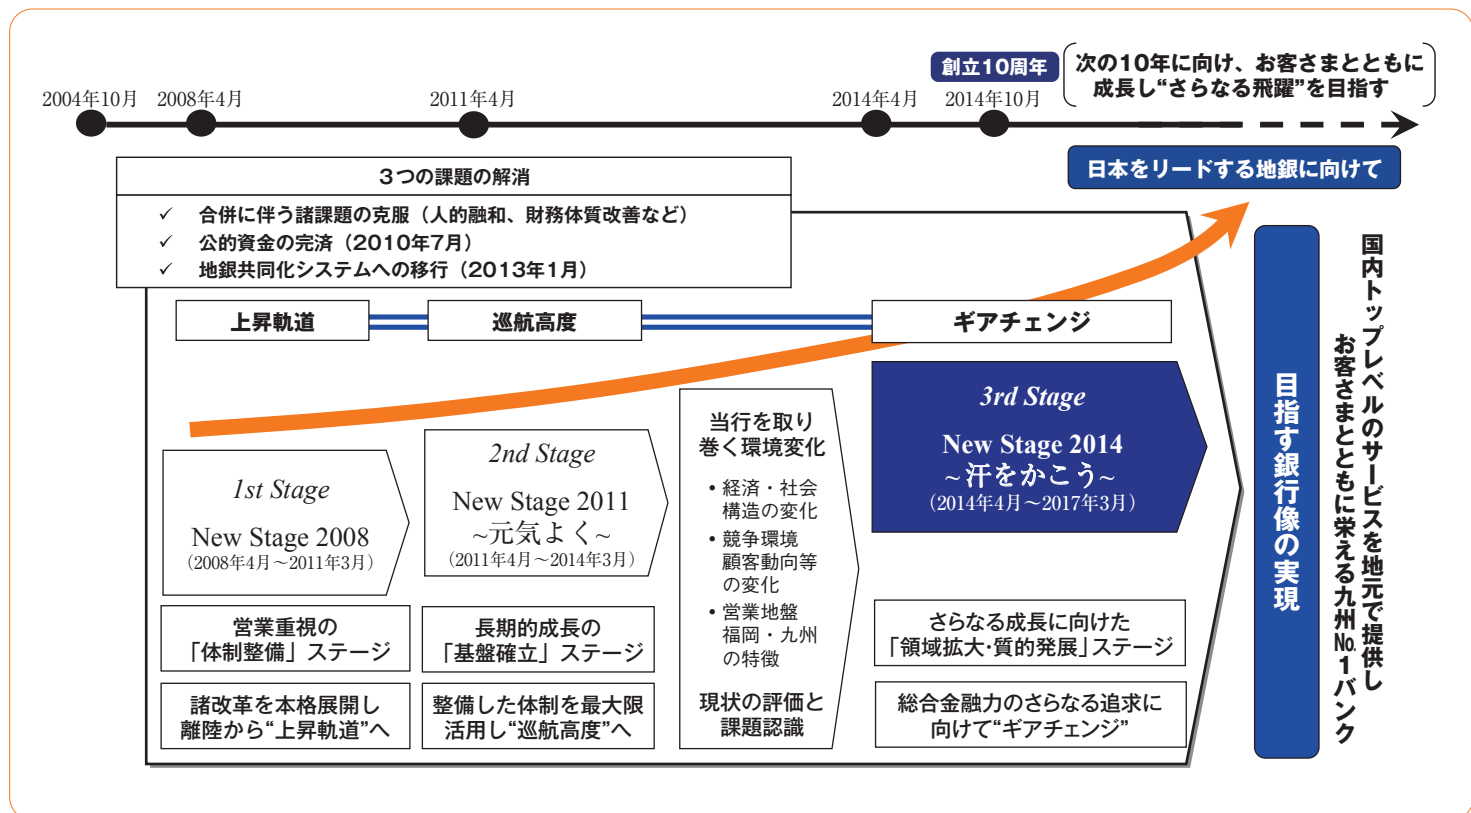 創立10周年
次の10年に向け、お客さまとともに
成長し“さらなる飛躍”を目指す
2004年10月
2008年4月
2011年4月
2014年4月
2014年10月
日本をリードする地銀に向けて
3つの課題の解消
✓ 合併に伴う諸課題の克服（人的融和、財務体質改善など）
✓ 公的資金の完済（2010年7月）
✓ 地銀共同化システムへの移行（2013年1月）
上昇軌道
巡航高度
ギアチェンジ
1st Stage
New Stage 2008
（2008年4月～2011年3月）
営業重視の
「体制整備」ステージ
諸改革を本格展開し
離陸から“上昇軌道”へ
2nd Stage
New Stage 2011
~元気よく~
（2011年4月～2014年3月）
長期的成長の
「基盤確立」ステージ
整備した体制を最大限
活用し“巡航高度”へ
当行を取り
巻く環境変化
• 経済・社会
構造の変化
• 競争環境
顧客動向等
の変化
• 営業地盤
福岡・九州
の特徴
現状の評価と
課題認識
3rd Stage
New Stage 2014
~汗をかこう~
（2014年4月～2017年3月）
さらなる成長に向けた
「領域拡大・質的発展」ステージ
総合金融力のさらなる追求に
向けて“ギアチェンジ”
目指す銀行像の実現
国内トップレベルのサービスを地元で提供し
お客さまとともに栄える九州№1バンク